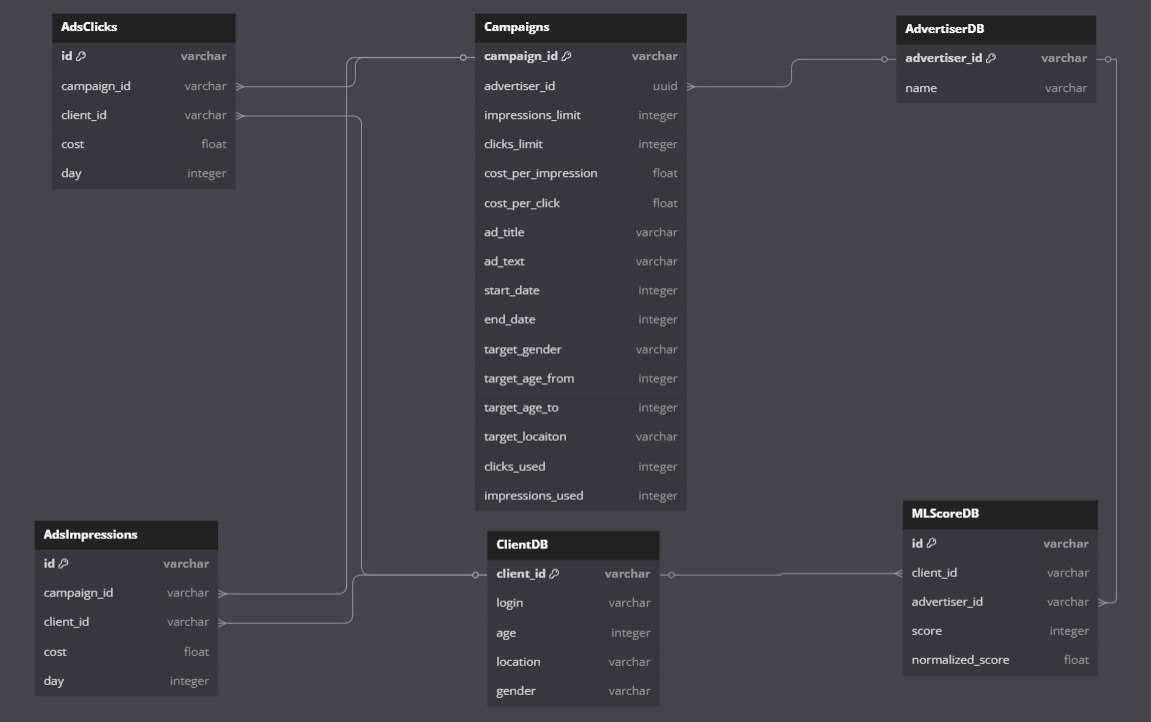 AdsClicks
id varchar
campaign_id varchar
client_id varchar
cost float
day integer
Campaigns
campaign_id varchar
advertiser_id uuid
impressions_limit integer
clicks_limit integer
cost_per_impression float
cost_per_click float
ad_title varchar
ad_text varchar
start_date integer
end_date integer
target_gender varchar
target_age_from integer
target_age_to integer
target_locaiton varchar
clicks_used integer
impressions_used integer
AdvertiserDB
advertiser_id varchar
name varchar
AdsImpressions
id varchar
campaign_id varchar
client_id varchar
cost float
day integer
ClientDB
client_id varchar
login varchar
age integer
location varchar
gender varchar
MLScoreDB
id varchar
client_id varchar
advertiser_id varchar
score integer
normalized_score float